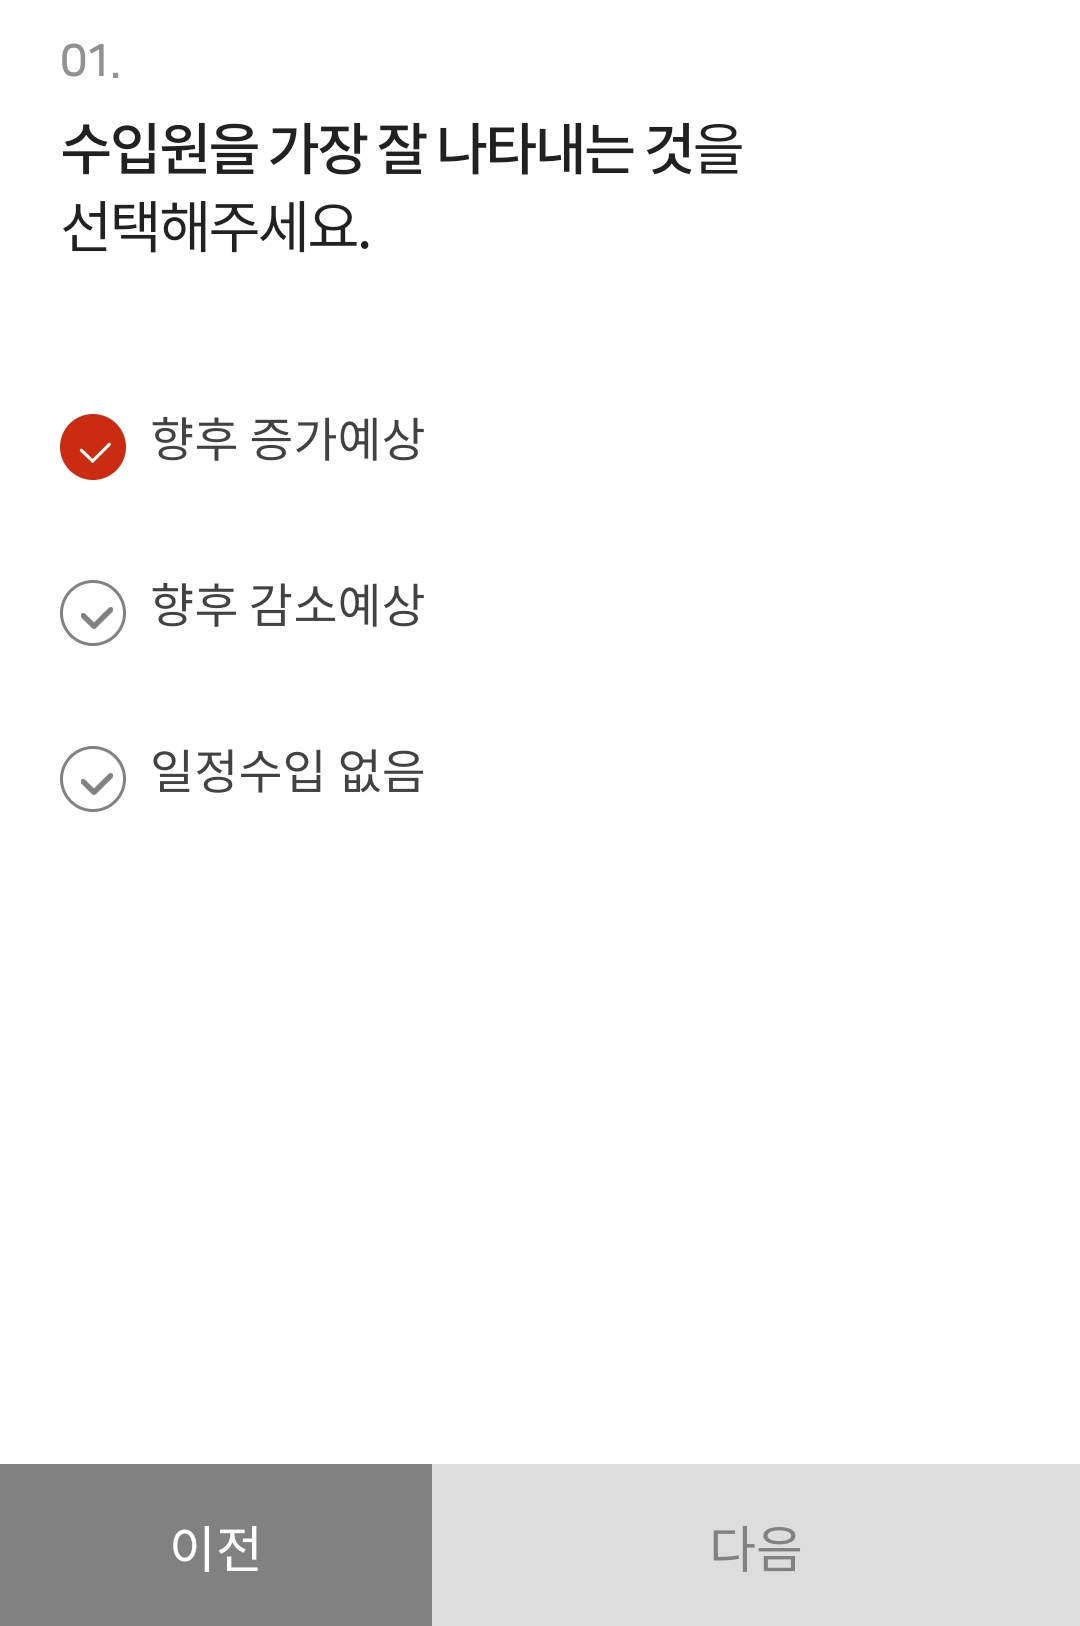 01.
수입원을 가장 잘 나타내는 것을
선택해주세요.
향후 증가예상
향후 감소예상
일정수입 없음
이전
다음